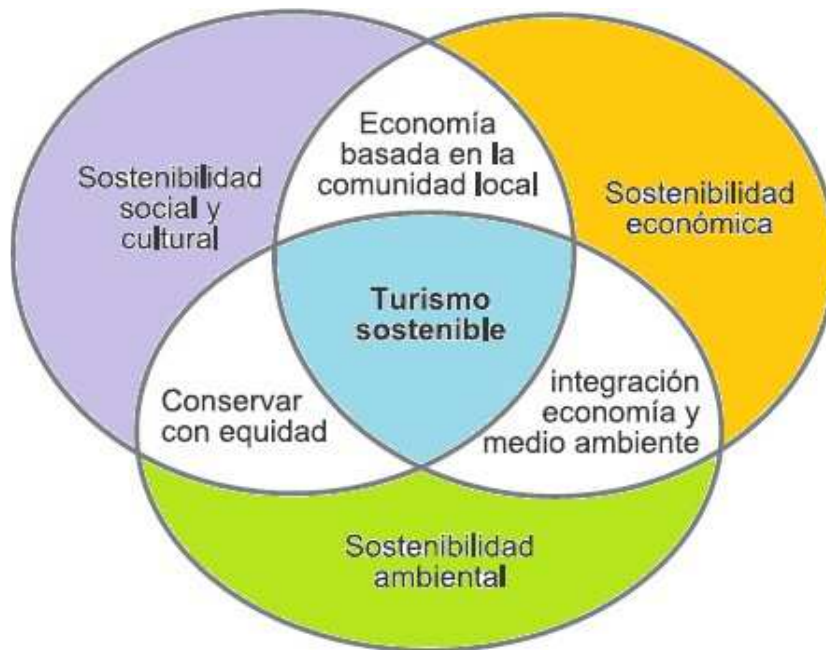 Economía
basada en la
comunidad local
Sostenibilidad
social y
cultural
Sostenibilidad
económica
Turismo
sostenible
Conservar
con equidad
integración
economía y
medio ambiente
Sostenibilidad
ambiental